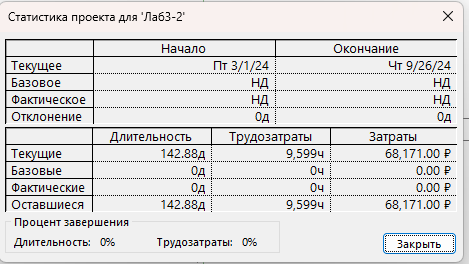 Статистика проекта для 'Лаб3-2'
Начало Окончание
Текущее Пт 3/1/24 Чт 9/26/24
Базовое НД НД
Фактическое НД НД
Отклонение 0д 0д
Длительность Трудозатраты Затраты
Текущие 142.88д 9,599ч 68,171.00 ₽
Базовые 0д 0ч 0.00 ₽
Фактические 0д 0ч 0.00 ₽
Оставшиеся 142.88д 9,599ч 68,171.00 ₽
Процент завершения
Длительность: 0% Трудозатраты: 0% Закрыть